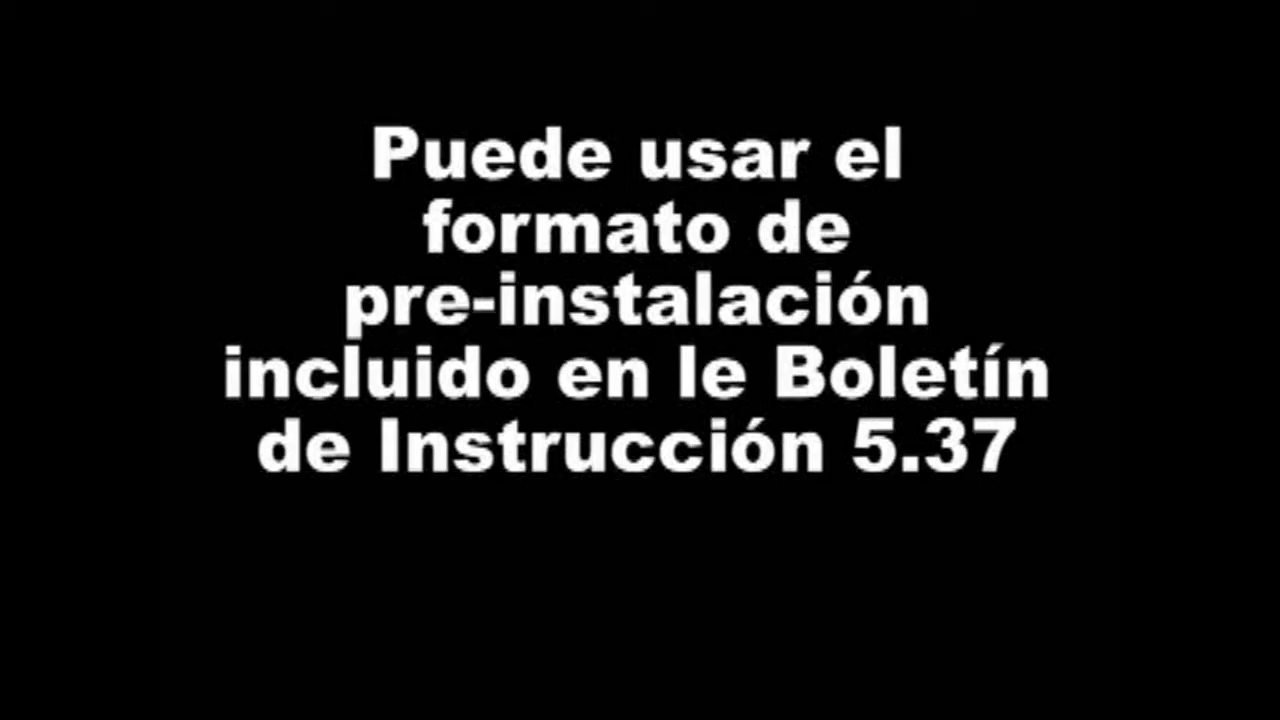 Puede usar el
formato de
pre-instalación
incluido en le Boletín
de Instrucción 5.37